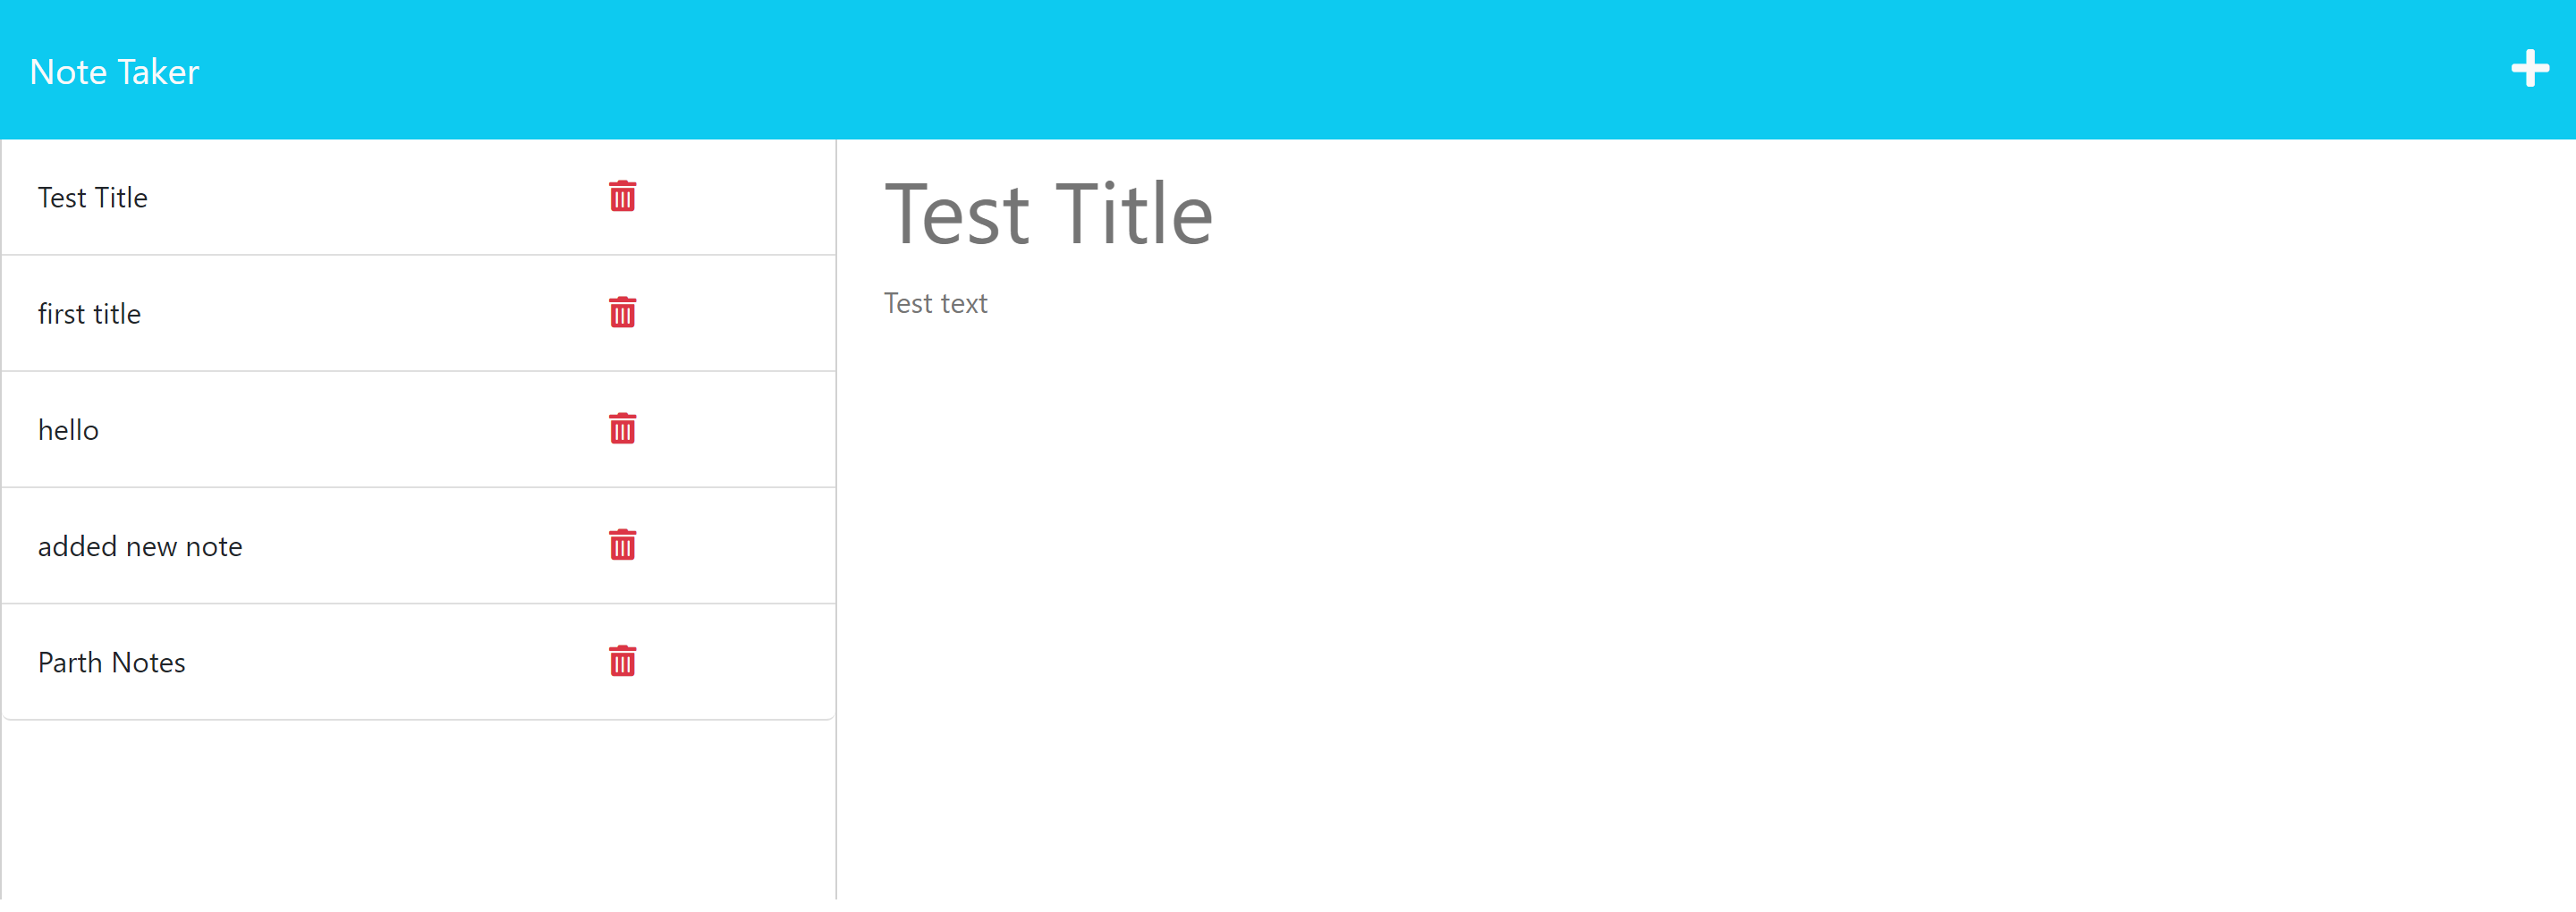 Note Taker
Test Title
first title
hello
added new note
Parth Notes
Test Title
Test text